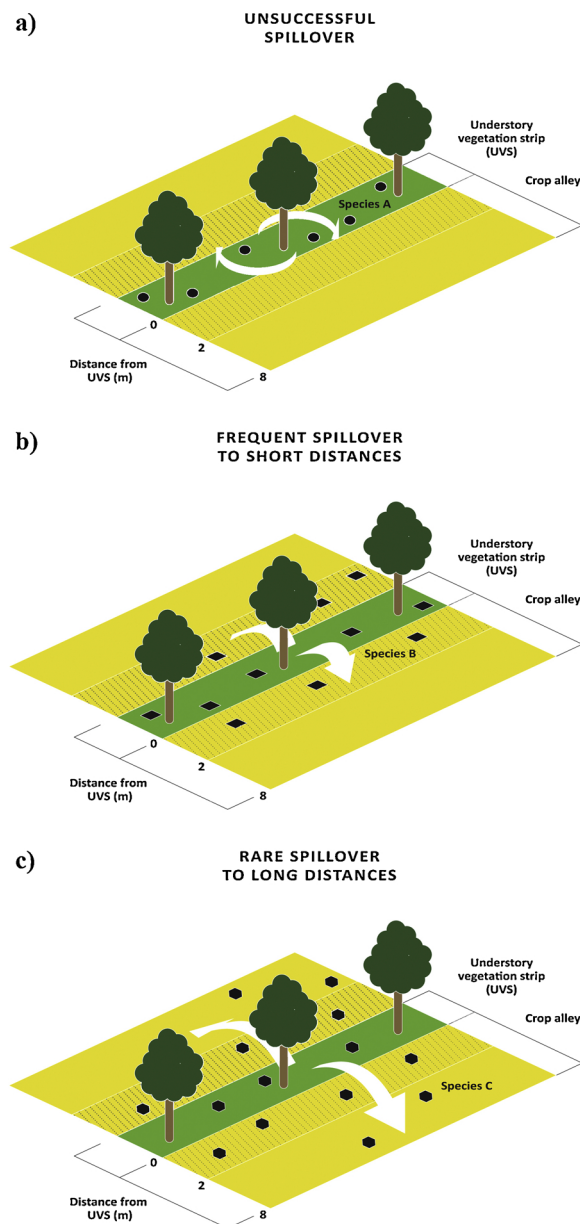 a)
UNSUCCESSFUL
SPILLOVER
Understory
vegetation strip
(UVS)
Crop alley
Species A
0
2
8
Distance from
UVS (m)
b)
FREQUENT SPILLOVER
TO SHORT DISTANCES
Understory
vegetation strip
(UVS)
Crop alley
Species B
0
2
8
Distance from
UVS (m)
c)
RARE SPILLOVER
TO LONG DISTANCES
Understory
vegetation strip
(UVS)
Crop alley
Species C
0
2
8
Distance from
UVS (m)